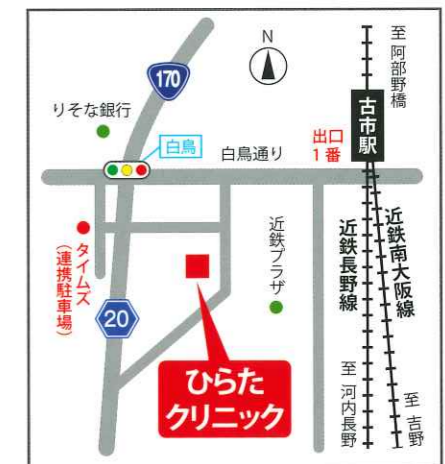 N
至 阿部野橋
170
りそな銀行
古市駅
出口
1番
白鳥
白鳥通り
タイムズ
(連携駐車場)
近鉄プラザ
近鉄長野線
近鉄南大阪線
20
ひらた
クリニック
至 河内長野
至 吉野